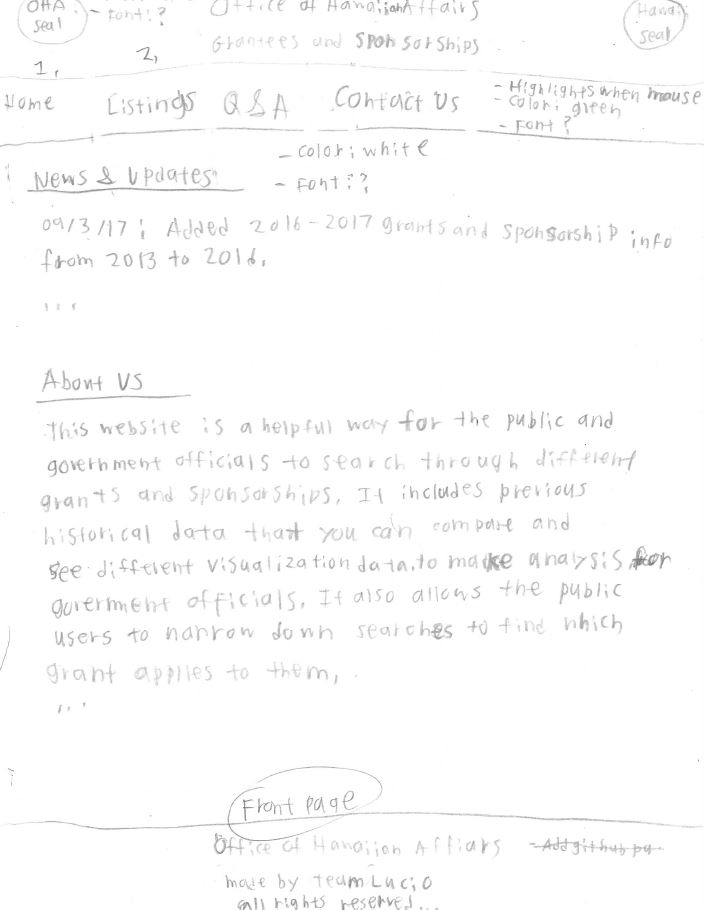 OHA seal
- Font: ?
Office of Hawaiian Affairs
Grantees and Sponsorships
Hawaii seal
1.
2.
Home Listings Q & A Contact Us
- Highlights when mouse
- Color: green
- Font ?
- Color: white
- Font: ?
News & Updates
09/3/17: Added 2016-2017 grants and sponsorship info
from 2013 to 2016.
...
About US
This website is a helpful way for the public and
government officials to search through different
grants and sponsorships. It includes previous
historical data that you can compare and
see different visualization data.to make analysis for
goverment officials. It also allows the public
users to narrow down searches to find which
grant applies to them.
...
Front page
Office of Hawaiian Affiars
made by team Lucio
all rights reserved...